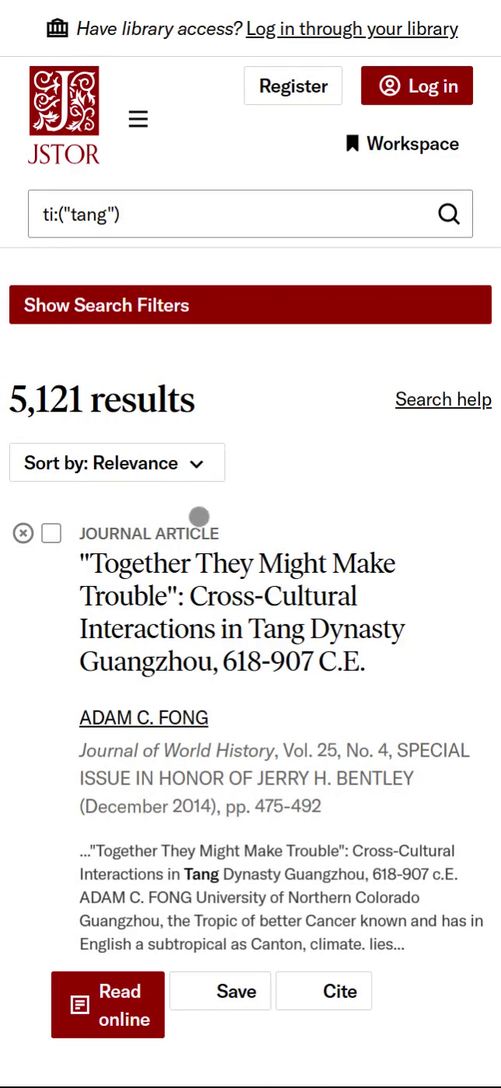 Have library access? Log in through your library
JSTOR
Register
Log in
Workspace
ti:("tang")
Show Search Filters
5,121 results
Search help
Sort by: Relevance
JOURNAL ARTICLE
"Together They Might Make
Trouble": Cross-Cultural
Interactions in Tang Dynasty
Guangzhou, 618-907 C.E.
ADAM C. FONG
Journal of World History, Vol. 25, No. 4, SPECIAL
ISSUE IN HONOR OF JERRY H. BENTLEY
(December 2014), pp. 475-492
..."Together They Might Make Trouble": Cross-Cultural
Interactions in Tang Dynasty Guangzhou, 618-907 c.E.
ADAM C. FONG University of Northern Colorado
Guangzhou, the Tropic of better Cancer known and has in
English a subtropical as Canton, climate. lies...
Read
online
Save
Cite